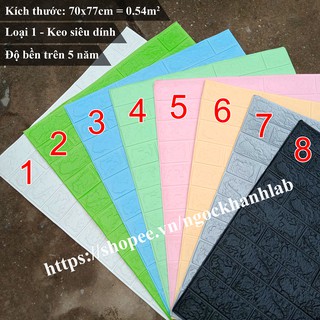 Kích thước: 70x77cm = 0.54m²
Loại 1 - Keo siêu dính
Độ bền trên 5 năm
1
2
3
4
5
6
7
8
https://shopee.vn/ngockhanhlab